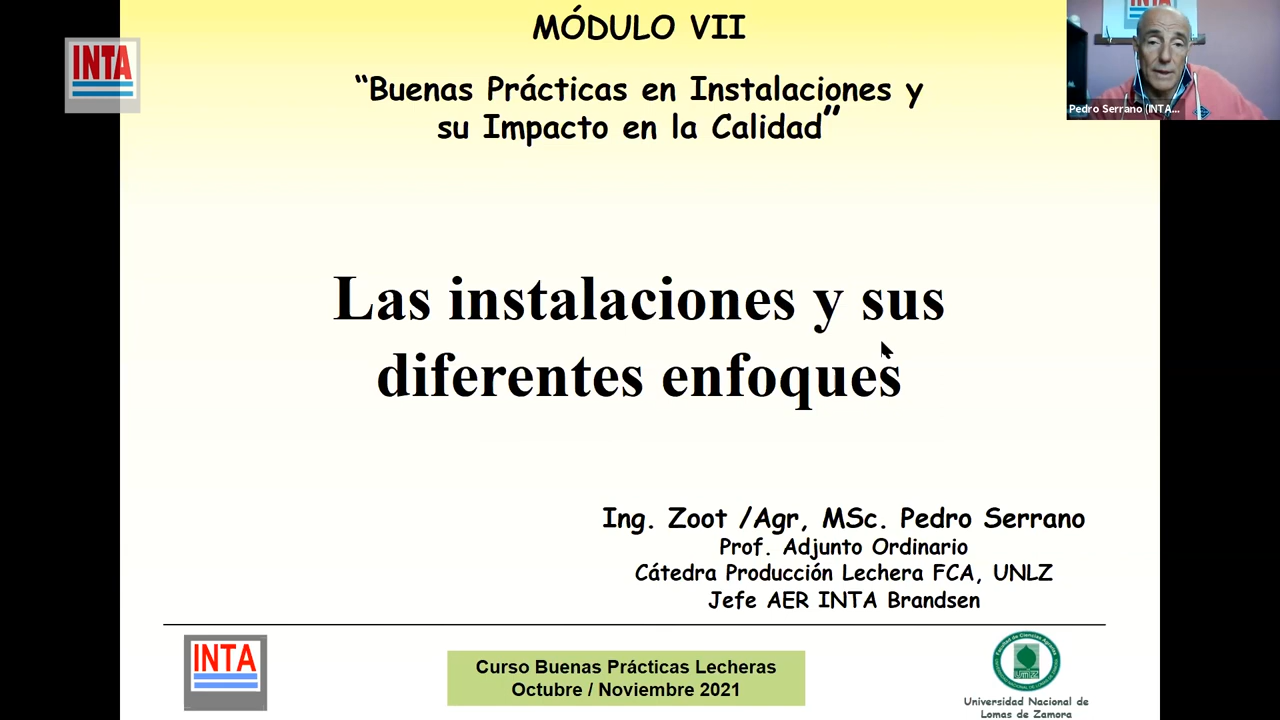 MÓDULO VII
INTA
“Buenas Prácticas en Instalaciones y
su Impacto en la Calidad”
INTA
Pedro Serrano (INTA...
Las instalaciones y sus
diferentes enfoques
Ing. Zoot /Agr, MSc. Pedro Serrano
Prof. Adjunto Ordinario
Cátedra Producción Lechera FCA, UNLZ
Jefe AER INTA Brandsen
INTA
Curso Buenas Prácticas Lecheras
Octubre / Noviembre 2021
Universidad Nacional de
Lomas de Zamora